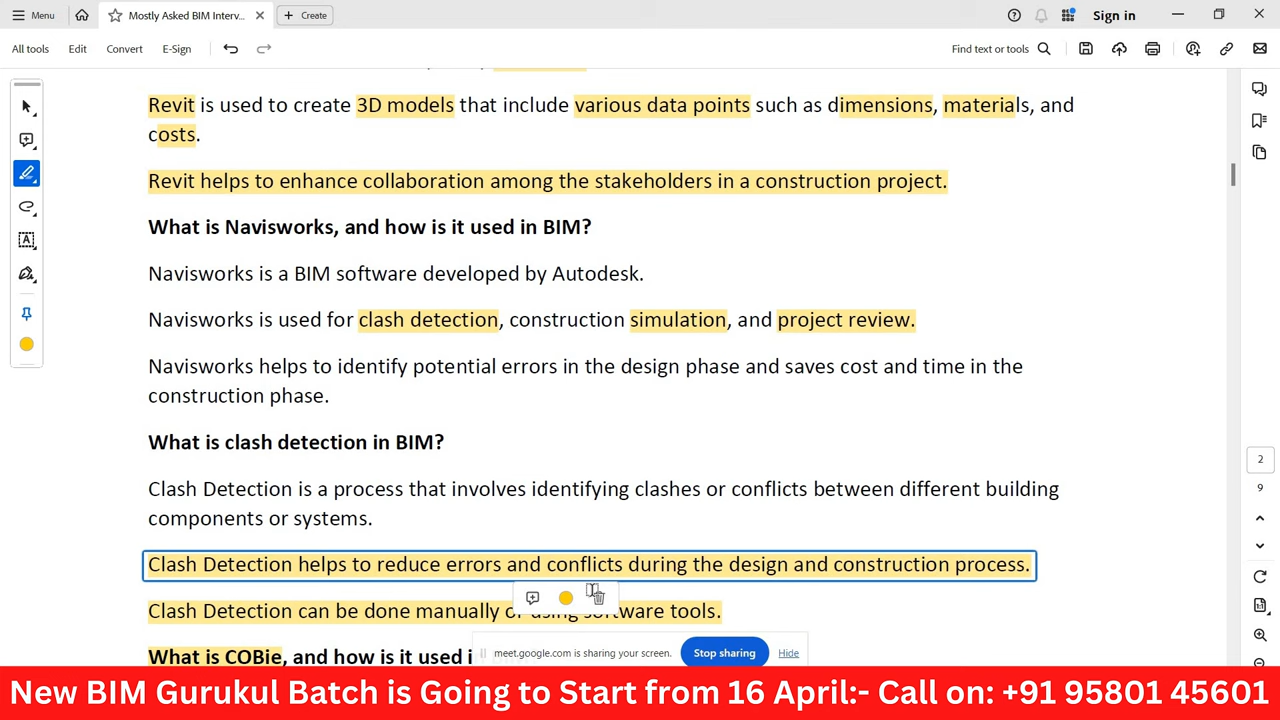 Menu
Mostly Asked BIM Interv...
Create
Sign in
All tools
Edit
Convert
E-Sign
Find text or tools
Revit is used to create 3D models that include various data points such as dimensions, materials, and
costs.
Revit helps to enhance collaboration among the stakeholders in a construction project.
What is Navisworks, and how is it used in BIM?
Navisworks is a BIM software developed by Autodesk.
Navisworks is used for clash detection, construction simulation, and project review.
Navisworks helps to identify potential errors in the design phase and saves cost and time in the
construction phase.
What is clash detection in BIM?
Clash Detection is a process that involves identifying clashes or conflicts between different building
components or systems.
Clash Detection helps to reduce errors and conflicts during the design and construction process.
Clash Detection can be done manually or using software tools.
What is COBie, and how is it used i
meet.google.com is sharing your screen.
Stop sharing
Hide
2
9
New BIM Gurukul Batch is Going to Start from 16 April:- Call on: +91 95801 45601